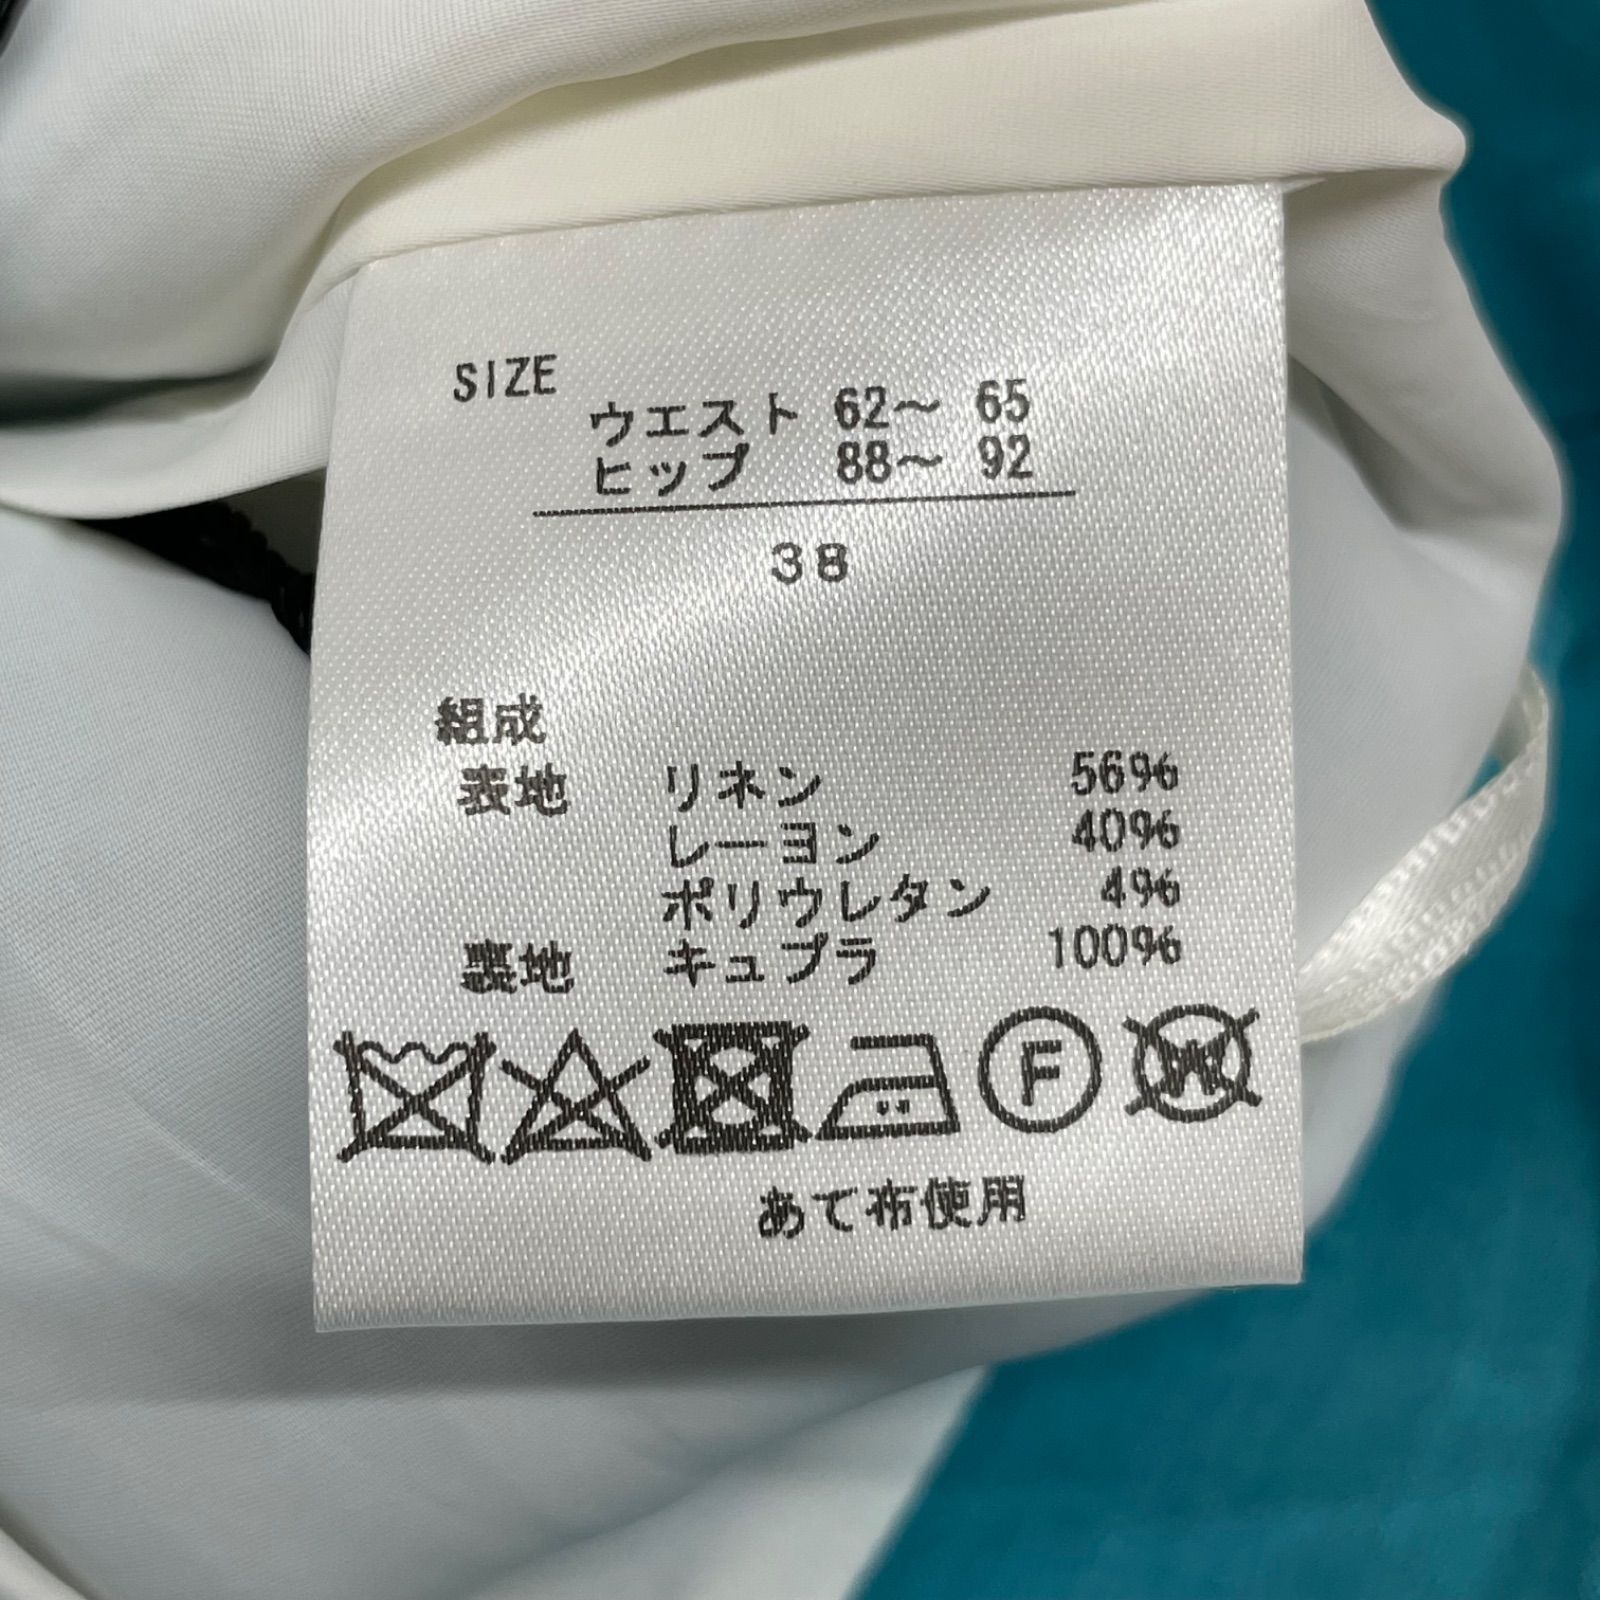 SIZE
ウエスト 62～ 65
ヒップ 88～ 92
38
組成
表地 リネン 56%
レーヨン 40%
ポリウレタン 4%
裏地 キュプラ 100%
F W
あて布使用